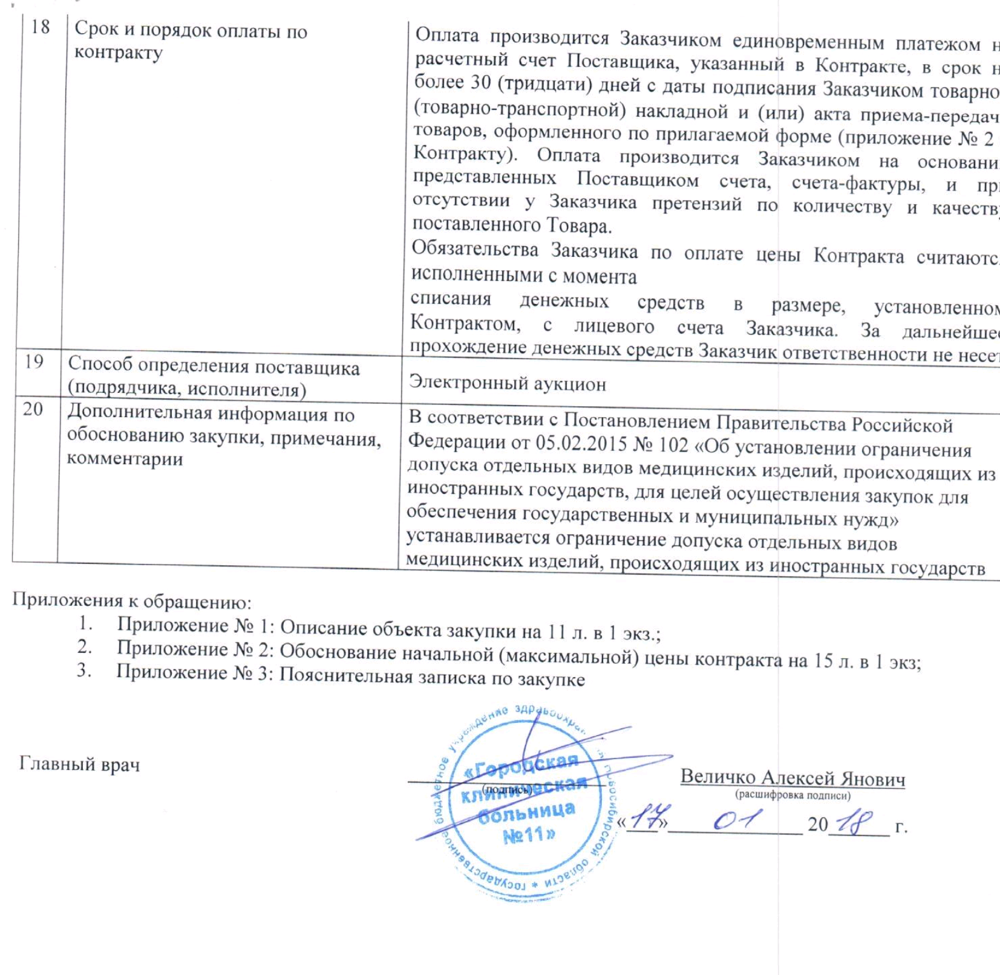 18
Срок и порядок оплаты по
контракту
Оплата производится Заказчиком единовременным платежом н
расчетный счет Поставщика, указанный в Контракте, в срок н
более 30 (тридцати) дней с даты подписания Заказчиком товарно
(товарно-транспортной) накладной и (или) акта приема-передач
товаров, оформленного по прилагаемой форме (приложение № 2
Контракту). Оплата производится Заказчиком на основани
представленных Поставщиком счета, счета-фактуры, и пр
отсутствии у Заказчика претензий по количеству и качеств
поставленного Товара.
Обязательства Заказчика по оплате цены Контракта считаютс
исполненными с момента
списания денежных средств в размере, установленном
Контрактом, с лицевого счета Заказчика. За дальнейшее
прохождение денежных средств Заказчик ответственности не несет
19
Способ определения поставщика
(подрядчика, исполнителя)
Электронный аукцион
20
Дополнительная информация по
обоснованию закупки, примечания,
комментарии
В соответствии с Постановлением Правительства Российской
Федерации от 05.02.2015 № 102 «Об установлении ограничения
допуска отдельных видов медицинских изделий, происходящих из
иностранных государств, для целей осуществления закупок для
обеспечения государственных и муниципальных нужд»
устанавливается ограничение допуска отдельных видов
медицинских изделий, происходящих из иностранных государств
Приложения к обращению:
1. Приложение № 1: Описание объекта закупки на 11 л. в 1 экз.;
2. Приложение № 2: Обоснование начальной (максимальной) цены контракта на 15 л. в 1 экз;
3. Приложение № 3: Пояснительная записка по закупке
Главный врач
(подпись)
Величко Алексей Янович
(расшифровка подписи)
«17» 01 2018 г.
государственное бюджетное учреждение здравоохран Новосибирской области *
«Городская
клиническая
больница
№11»